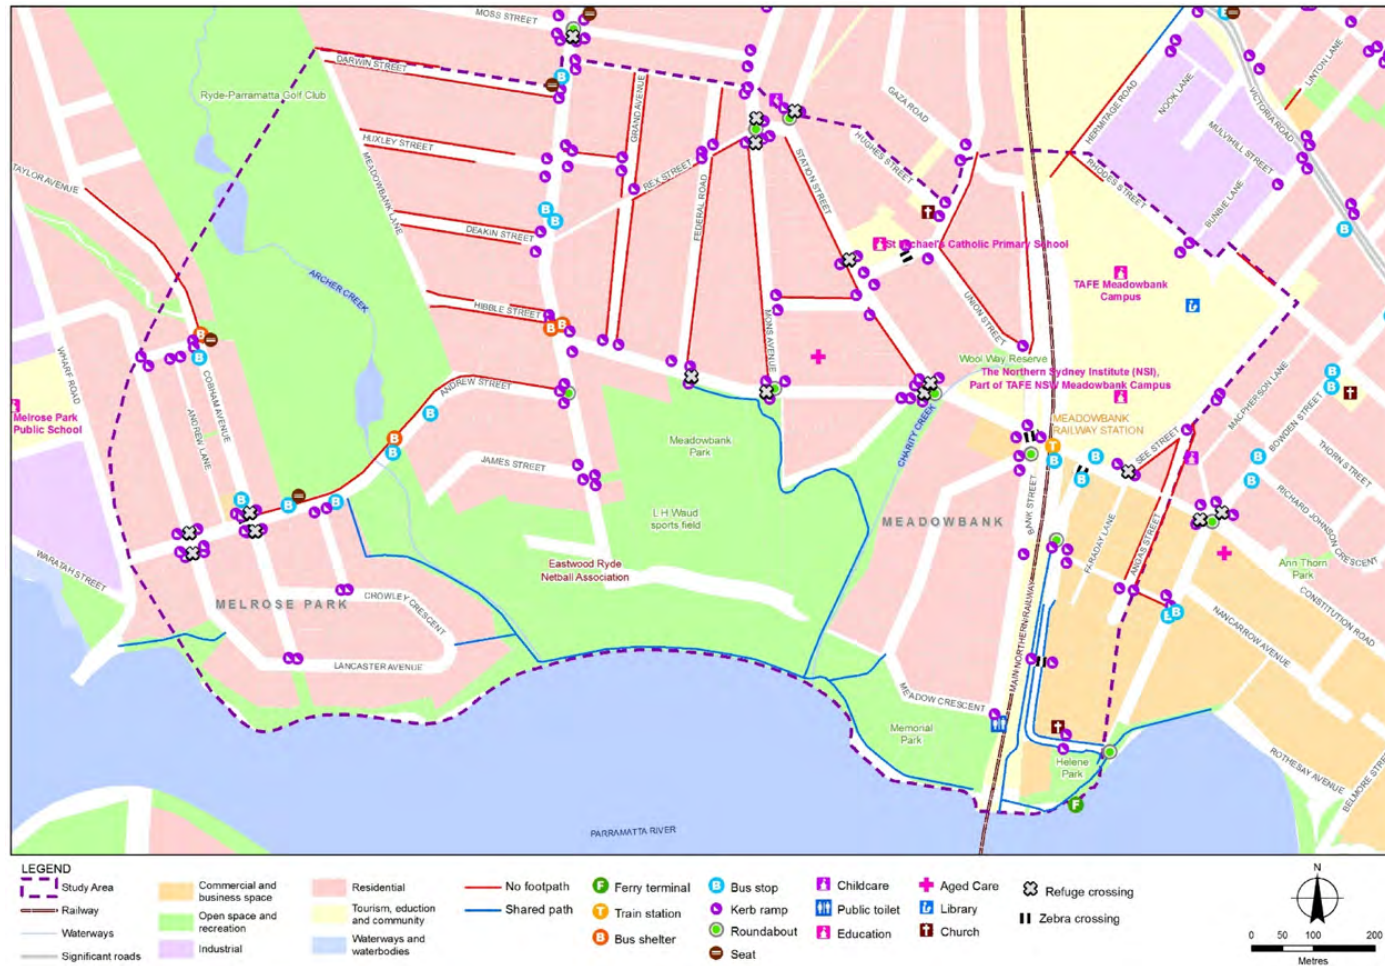 MOSS STREET
DARWIN STREET
Ryde-Parramatta Golf Club
GRAND AVENUE
GAZA ROAD
HERMITAGE ROAD
NOOK LANE
VICTORIA ROAD
LINTON LANE
MULVIHILL STREET
HUXLEY STREET
MEADOWBANK LANE
REX STREET
STATION STREET
HUGHES STREET
RHODES STREET
BUNBIE LANE
TAYLOR AVENUE
FEDERAL ROAD
DEAKIN STREET
St Michael's Catholic Primary School
ARCHER CREEK
UNION STREET
TAFE Meadowbank
Campus
HIBBLE STREET
MONS AVENUE
WHARF ROAD
COBHAM AVENUE
Wool Way Reserve
The Northern Sydney Institute (NSI),
Part of TAFE NSW Meadowbank Campus
MACPHERSON LANE
ANDREW STREET
BOWDEN STREET
Melrose Park
Public School
ANDREW LANE
CHARITY CREEK
MEADOWBANK
RAILWAY STATION
Meadowbank
Park
SEE STREET
THORN STREET
JAMES STREET
L H Waud
sports field
MEADOWBANK
BANK STREET
RICHARD JOHNSON CRESCENT
FARADAY LANE
ANGAS STREET
WARATAH STREET
Eastwood Ryde
Netball Association
Ann Thorn
Park
MELROSE PARK
CROWLEY CRESCENT
CONSTITUTION ROAD
NANCARROW AVENUE
MAIN NORTHERN RAILWAY
LANCASTER AVENUE
MEADOW CRESCENT
Memorial
Park
Helene
Park
ROTHESAY AVENUE
BELMORE STREET
PARRAMATTA RIVER
LEGEND
Study Area
Railway
Waterways
Significant roads
Commercial and
business space
Open space and
recreation
Industrial
Residential
Tourism, eduction
and community
Waterways and
waterbodies
No footpath
Shared path
F Ferry terminal
T Train station
B Bus shelter
B Bus stop
Kerb ramp
Roundabout
Seat
Childcare
Public toilet
Education
Aged Care
Library
Church
Refuge crossing
Zebra crossing
N
0 50 100 150 200
Metres